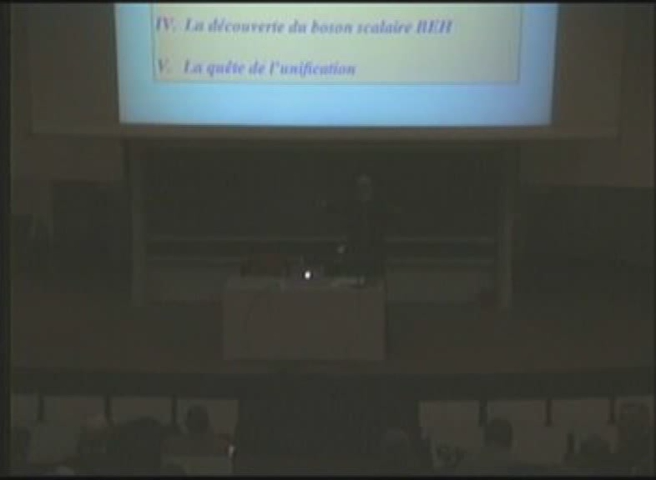 IV. La découverte du boson scalaire BEH
V. La quête de l'unification